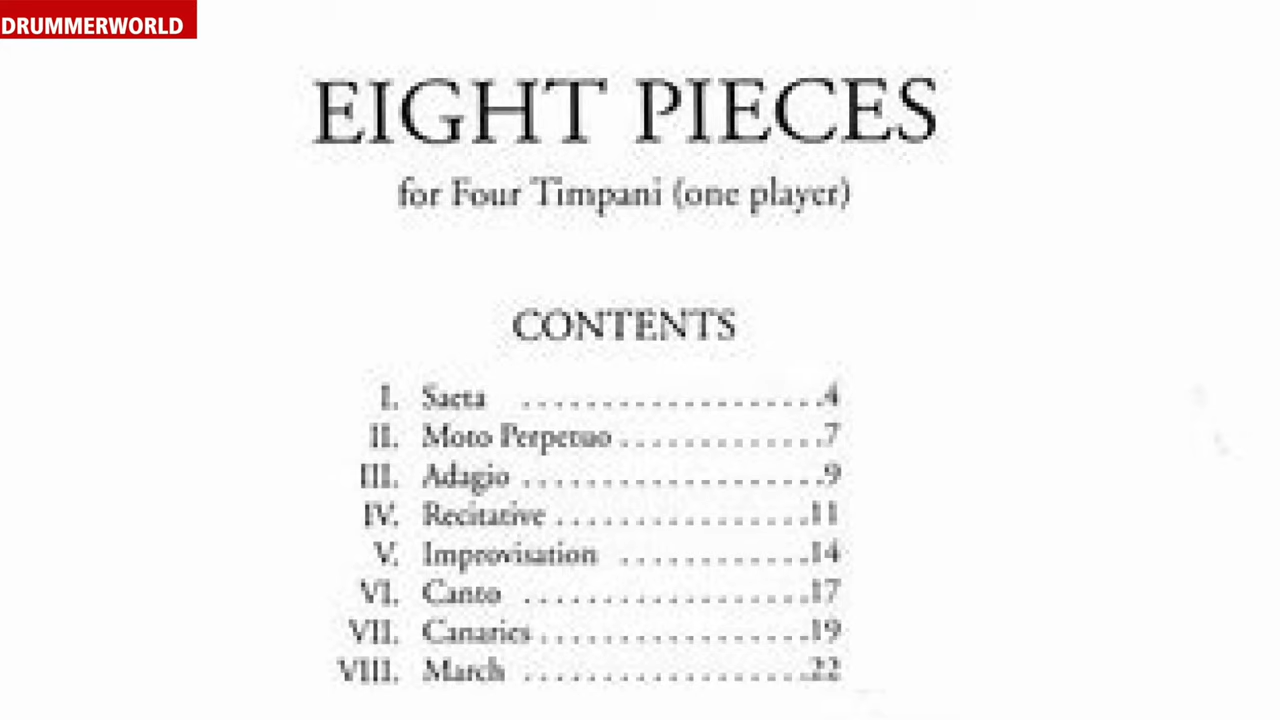 DRUMMERWORLD
EIGHT PIECES
for Four Timpani (one player)
CONTENTS
I. Saeta ...................4
II. Moto Perpetuo .............7
III. Adagio ...................9
IV. Recitative ................11
V. Improvisation ............14
VI. Canto ..................17
VII. Canaries .................19
VIII. March ..................22